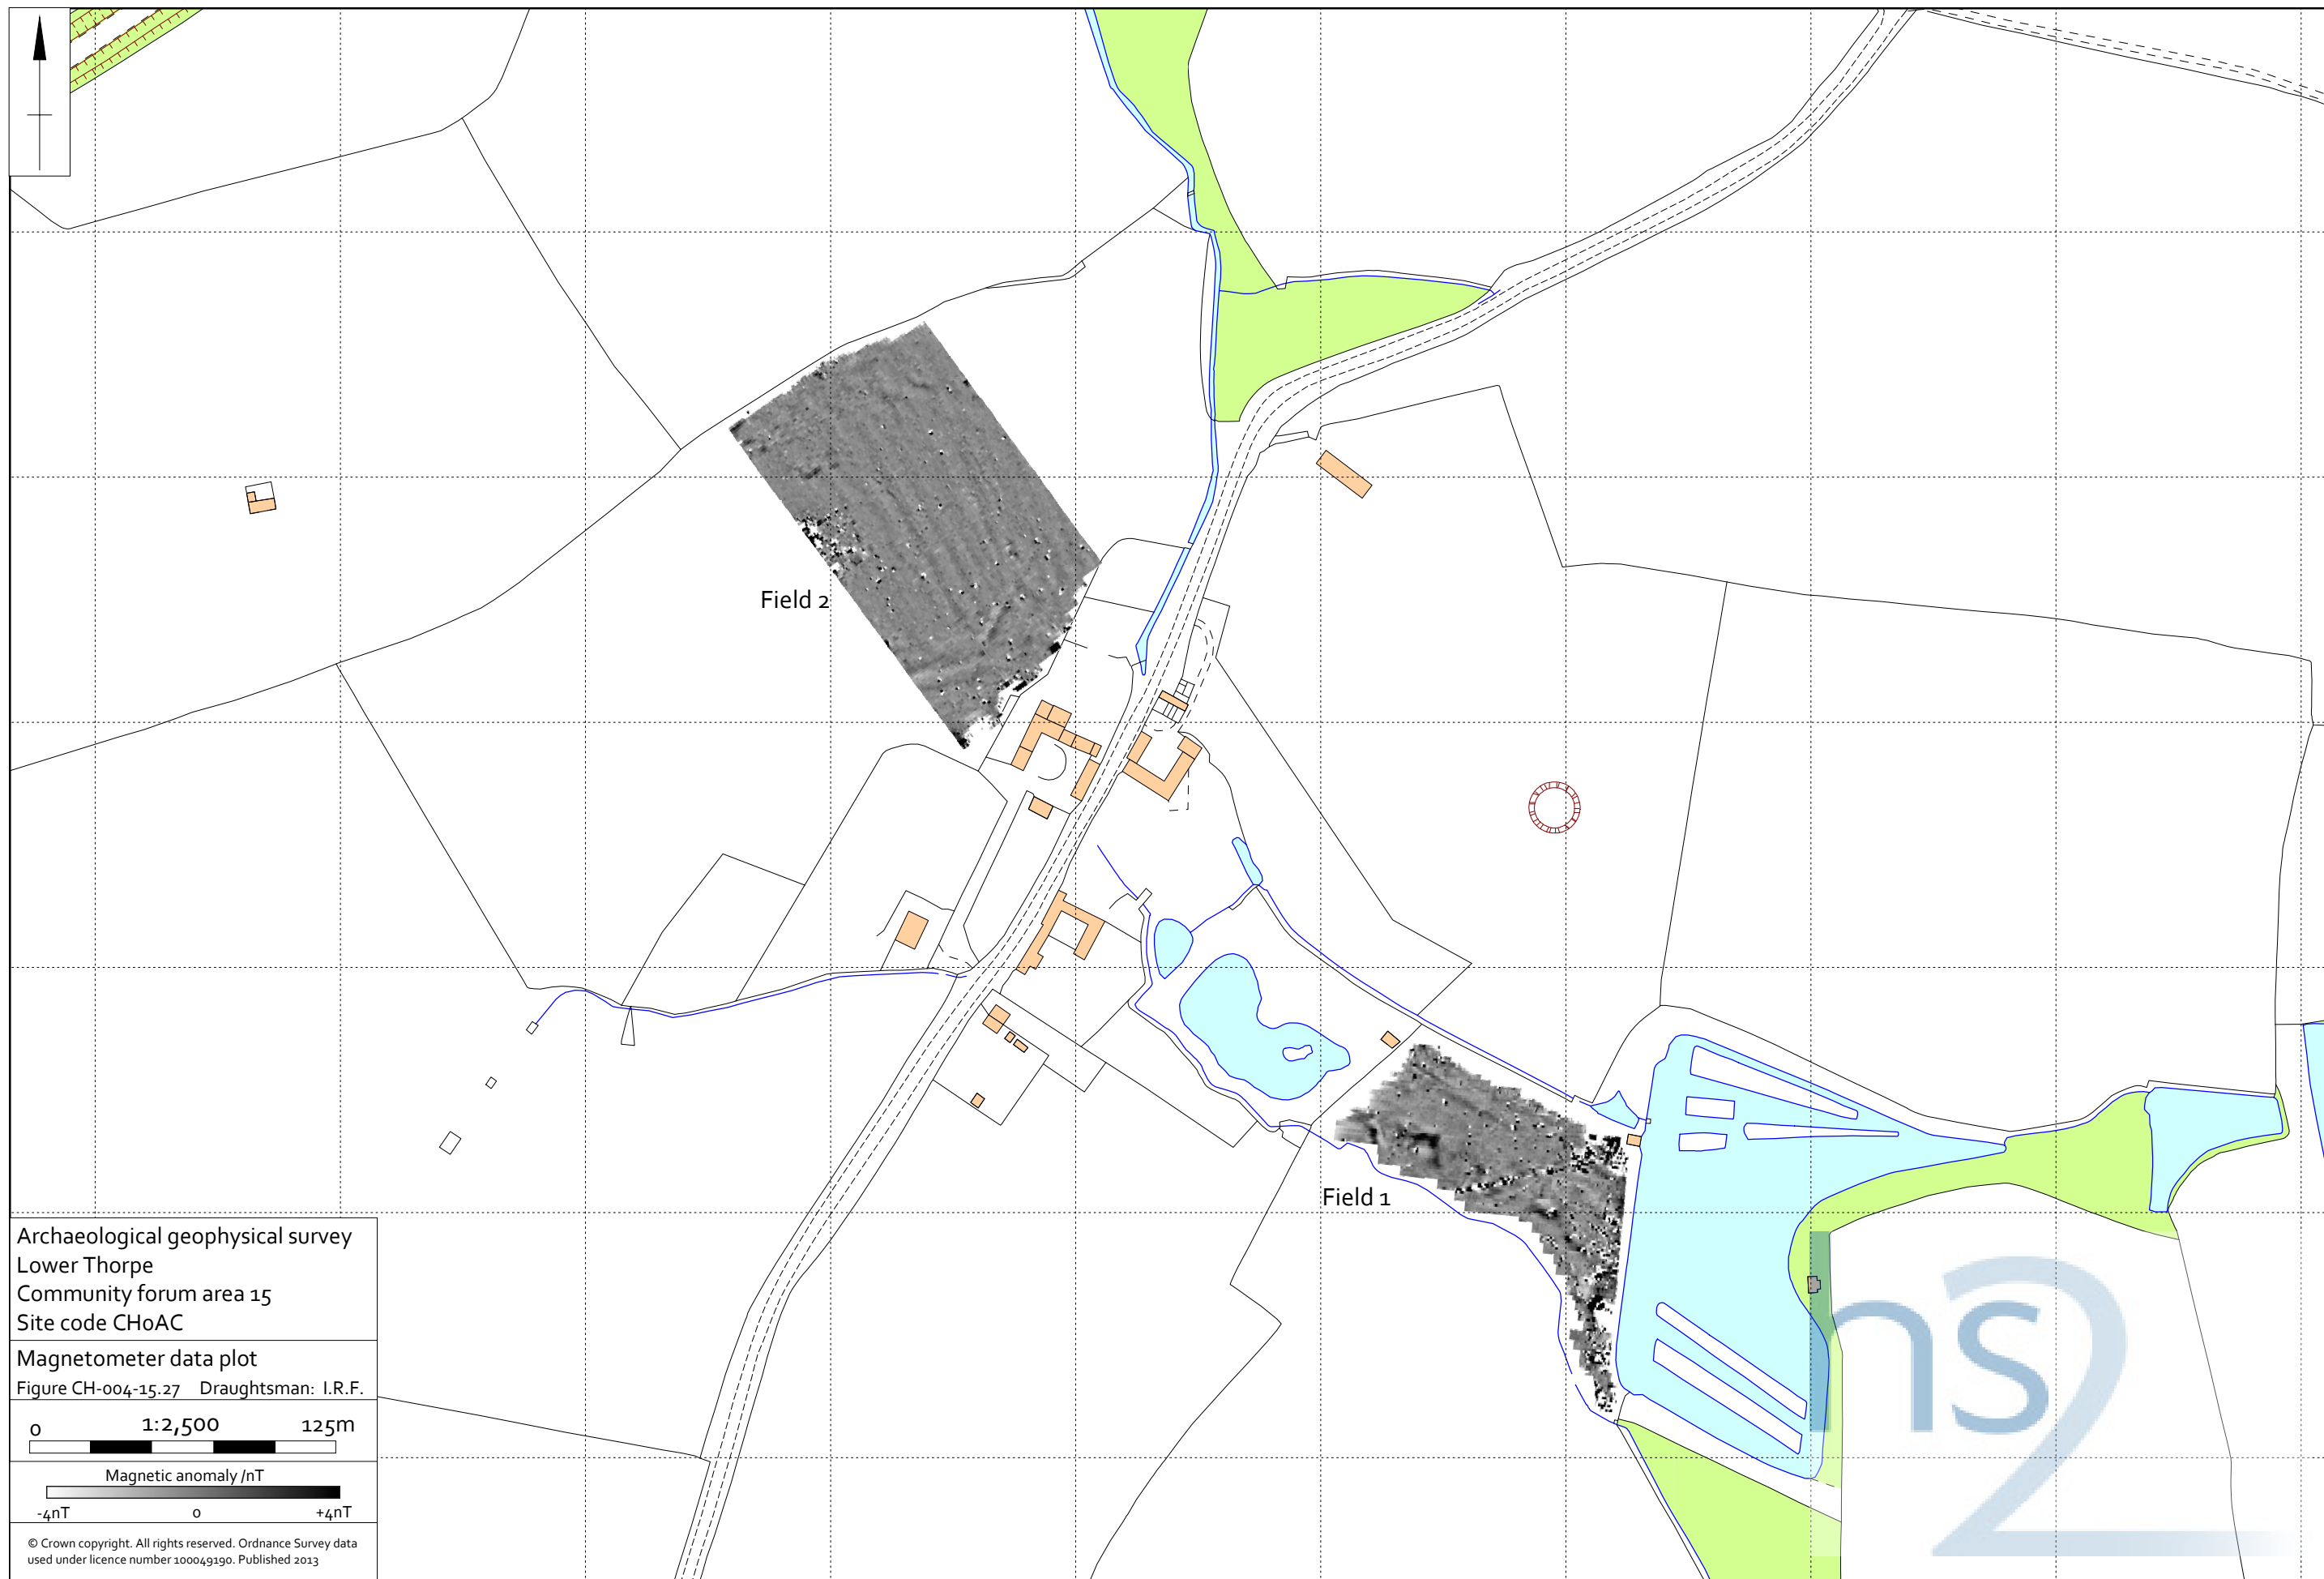 Field 2
Field 1
Archaeological geophysical survey
Lower Thorpe
Community forum area 15
Site code CH0AC
Magnetometer data plot
Figure CH-004-15.27 Draughtsman: I.R.F.
0 1:2,500 125m
Magnetic anomaly /nT
-4nT 0 +4nT
© Crown copyright. All rights reserved. Ordnance Survey data
used under licence number 100049190. Published 2013
hs2